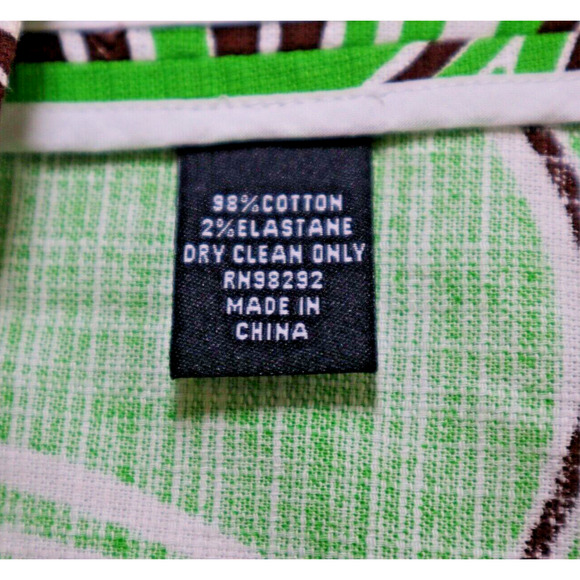 98%COTTON
2%ELASTANE
DRY CLEAN ONLY
RN98292
MADE IN
CHINA